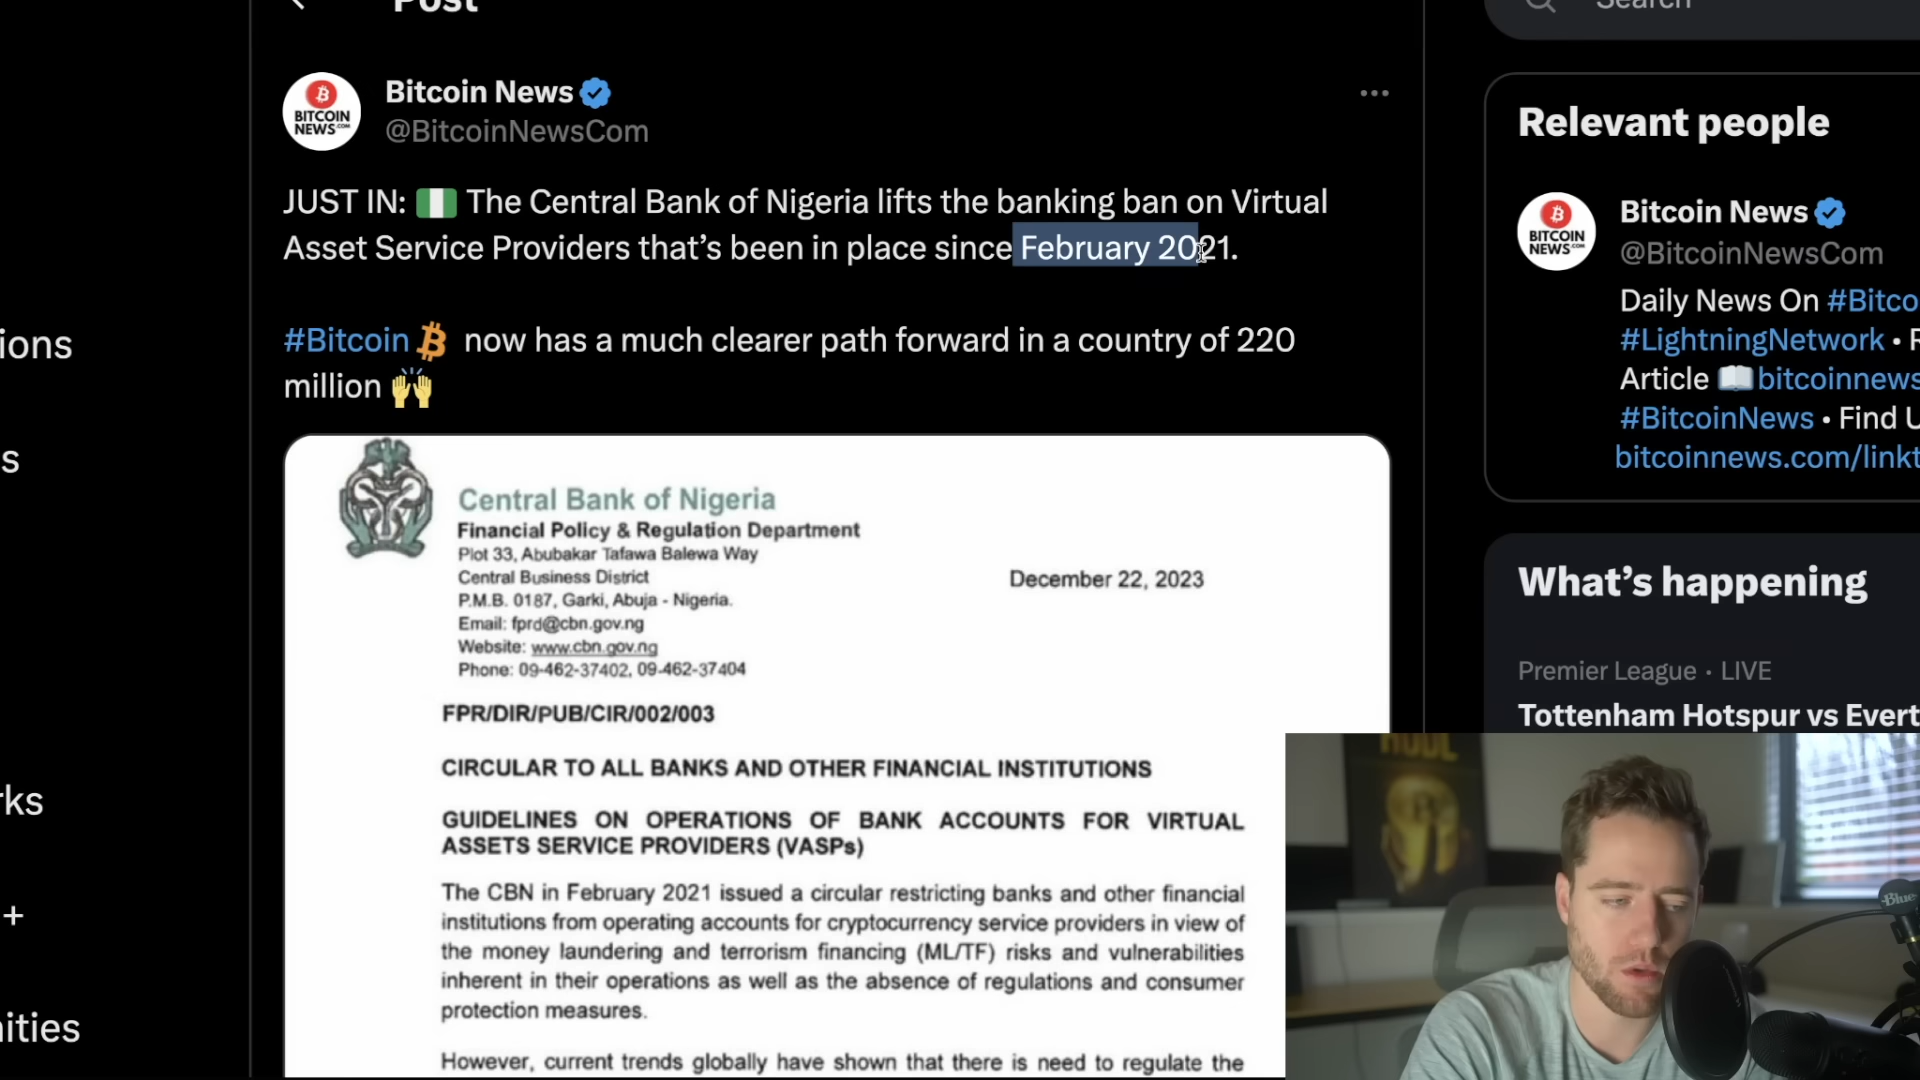 Post
Search
Bitcoin News
@BitcoinNewsCom
JUST IN: The Central Bank of Nigeria lifts the banking ban on Virtual
Asset Service Providers that’s been in place since February 2021.
#Bitcoin now has a much clearer path forward in a country of 220
million
BITCOIN
NEWS.COM
Central Bank of Nigeria
Financial Policy & Regulation Department
Plot 33, Abubakar Tafawa Balewa Way
Central Business District
P.M.B. 0187, Garki, Abuja - Nigeria.
Email: fprd@cbn.gov.ng
Website: www.cbn.gov.ng
Phone: 09-462-37402, 09-462-37404
December 22, 2023
FPR/DIR/PUB/CIR/002/003
CIRCULAR TO ALL BANKS AND OTHER FINANCIAL INSTITUTIONS
GUIDELINES ON OPERATIONS OF BANK ACCOUNTS FOR VIRTUAL
ASSETS SERVICE PROVIDERS (VASPs)
The CBN in February 2021 issued a circular restricting banks and other financial
institutions from operating accounts for cryptocurrency service providers in view of
the money laundering and terrorism financing (ML/TF) risks and vulnerabilities
inherent in their operations as well as the absence of regulations and consumer
protection measures.
However, current trends globally have shown that there is need to regulate the
Relevant people
Bitcoin News
@BitcoinNewsCom
BITCOIN
NEWS.COM
Daily News On #Bitco
#LightningNetwork • R
Article bitcoinnews
#BitcoinNews • Find U
bitcoinnews.com/linkt
What’s happening
Premier League · LIVE
Tottenham Hotspur vs Evert
ions
s
rks
+
nities
HODL
Blue